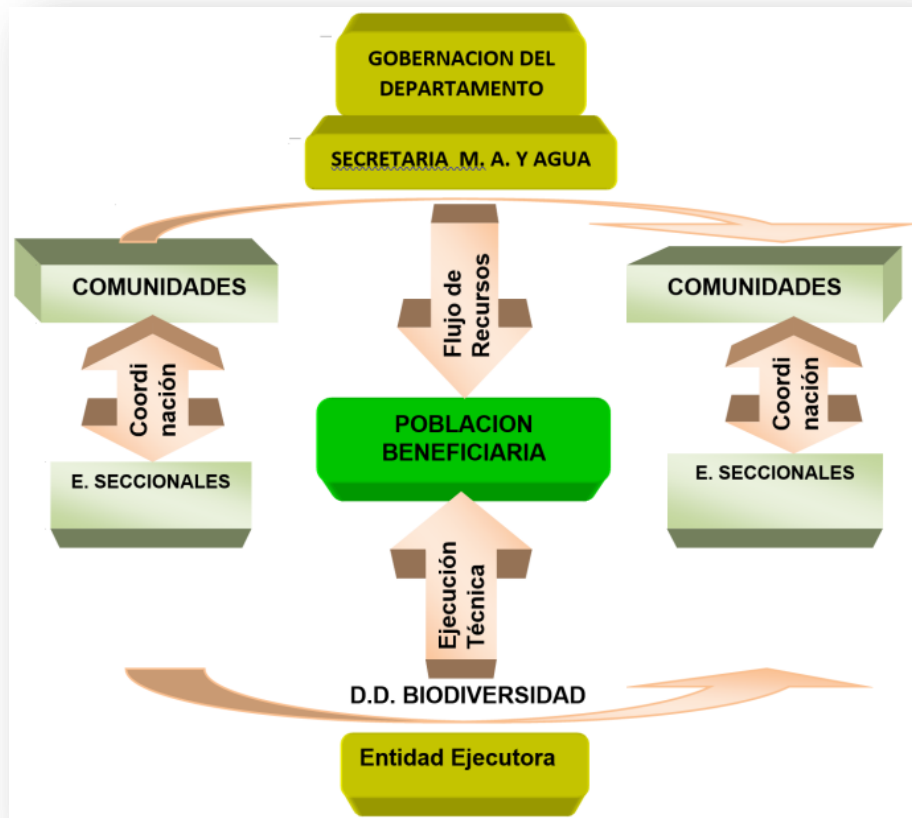 GOBERNACION DEL
DEPARTAMENTO
SECRETARIA M. A. Y AGUA
COMUNIDADES
Flujo de
Recursos
COMUNIDADES
Coordi
nación
POBLACION
BENEFICIARIA
Coordi
nación
E. SECCIONALES
E. SECCIONALES
Ejecución
Técnica
D.D. BIODIVERSIDAD
Entidad Ejecutora